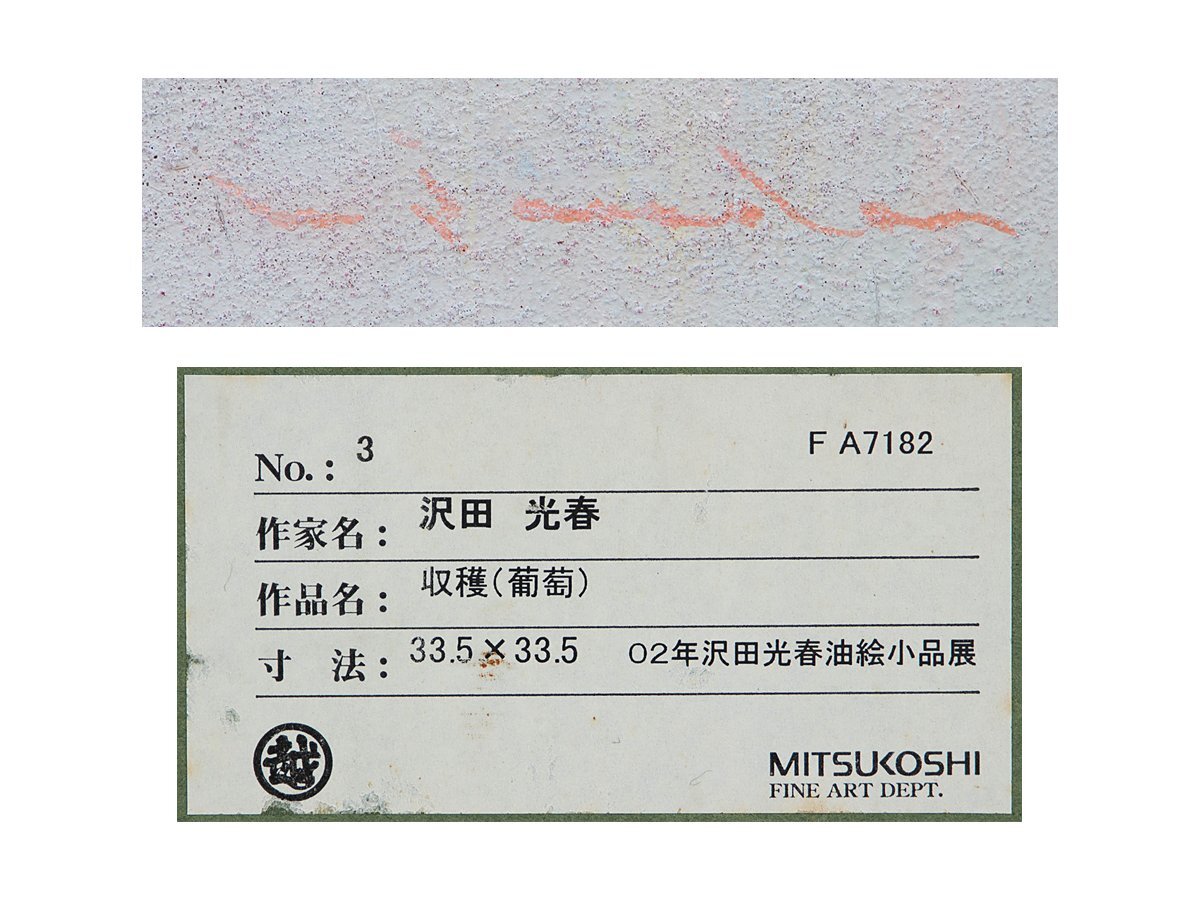 No.: 3 F A7182
作家名: 沢田 光春
作品名: 収穫(葡萄)
寸 法: 33.5×33.5 02年沢田光春油絵小品展
越
MITSUKOSHI
FINE ART DEPT.